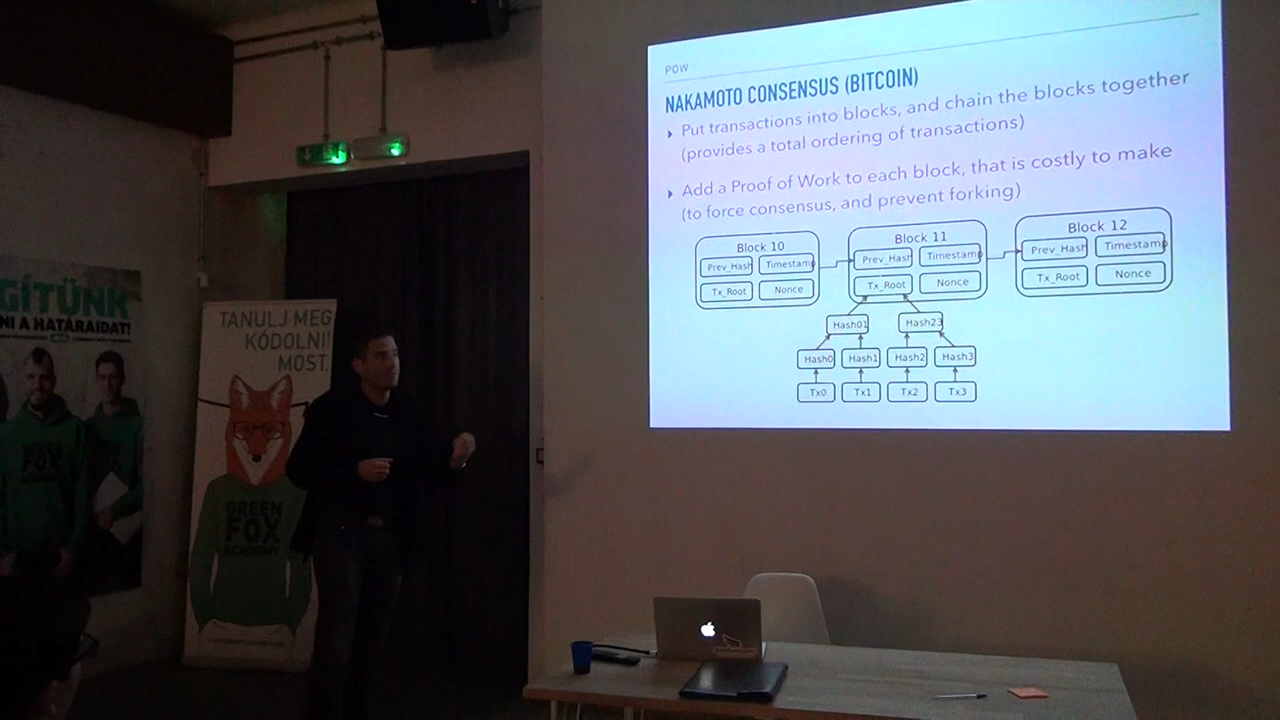 POW
NAKAMOTO CONSENSUS (BITCOIN)
Put transactions into blocks, and chain the blocks together
(provides a total ordering of transactions)
Add a Proof of Work to each block, that is costly to make
(to force consensus, and prevent forking)
Block 10
Block 11
Block 12
Prev_Hash
Timestamp
Prev_Hash
Timestamp
Prev_Hash
Timestamp
Tx_Root
Nonce
Tx_Root
Nonce
Tx_Root
Nonce
Hash01
Hash23
Hash0
Hash1
Hash2
Hash3
Tx0
Tx1
Tx2
Tx3
GÍTÜNK
NI A HATÁRAIDAT!
GREEN
FOX
TANULJ MEG
KÓDOLNI!
MOST.
GREEN
FOX
ACADEMY